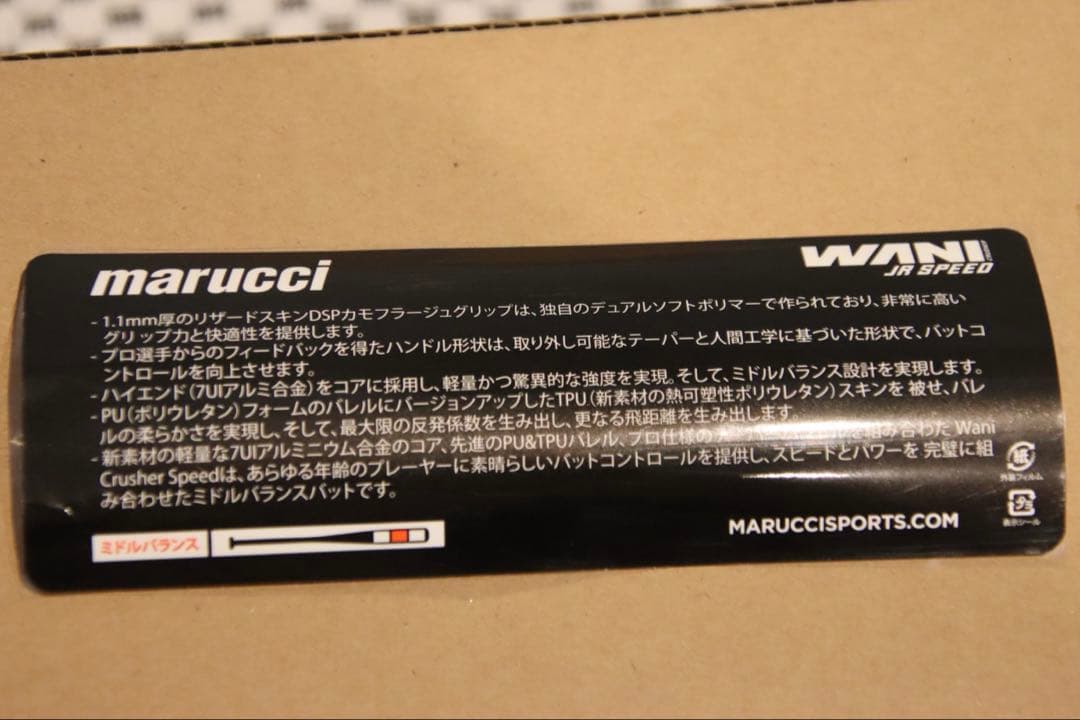 marucci
WANI
JR SPEED
- 1.1mm厚のリザードスキンDSPカモフラージュグリップは、独自のデュアルソフトポリマーで作られており、非常に高い
グリップ力と快適性を提供します。
- プロ選手からのフィードバックを得たハンドル形状は、取り外し可能なテーパーと人間工学に基づいた形状で、バットコ
ントロールを向上させます。
- ハイエンド(7UIアルミ合金)をコアに採用し、軽量かつ驚異的な強度を実現。そして、ミドルバランス設計を実現します。
- PU(ポリウレタン)フォームのバレルにバージョンアップしたTPU(新素材の熱可塑性ポリウレタン)スキンを 被せ、バレ
ルの柔らかさを実現し、そして、最大限の反発係数を生み出し、更なる飛距離を生み出します。
- 新素材の軽量な7UIアルミニウム合金のコア、先進のPU&TPUバレル、プロ仕様の を組み合わた Wani
Crusher Speedは、あらゆる年齢のプレーヤーに素晴らしいバットコントロールを提供し、スピードとパワーを 完璧に組
み合わせたミドルバランスバットです。
ミドルバランス
MARUCCISPORTS.COM
紙
外装フィルム
プラ
表示シール